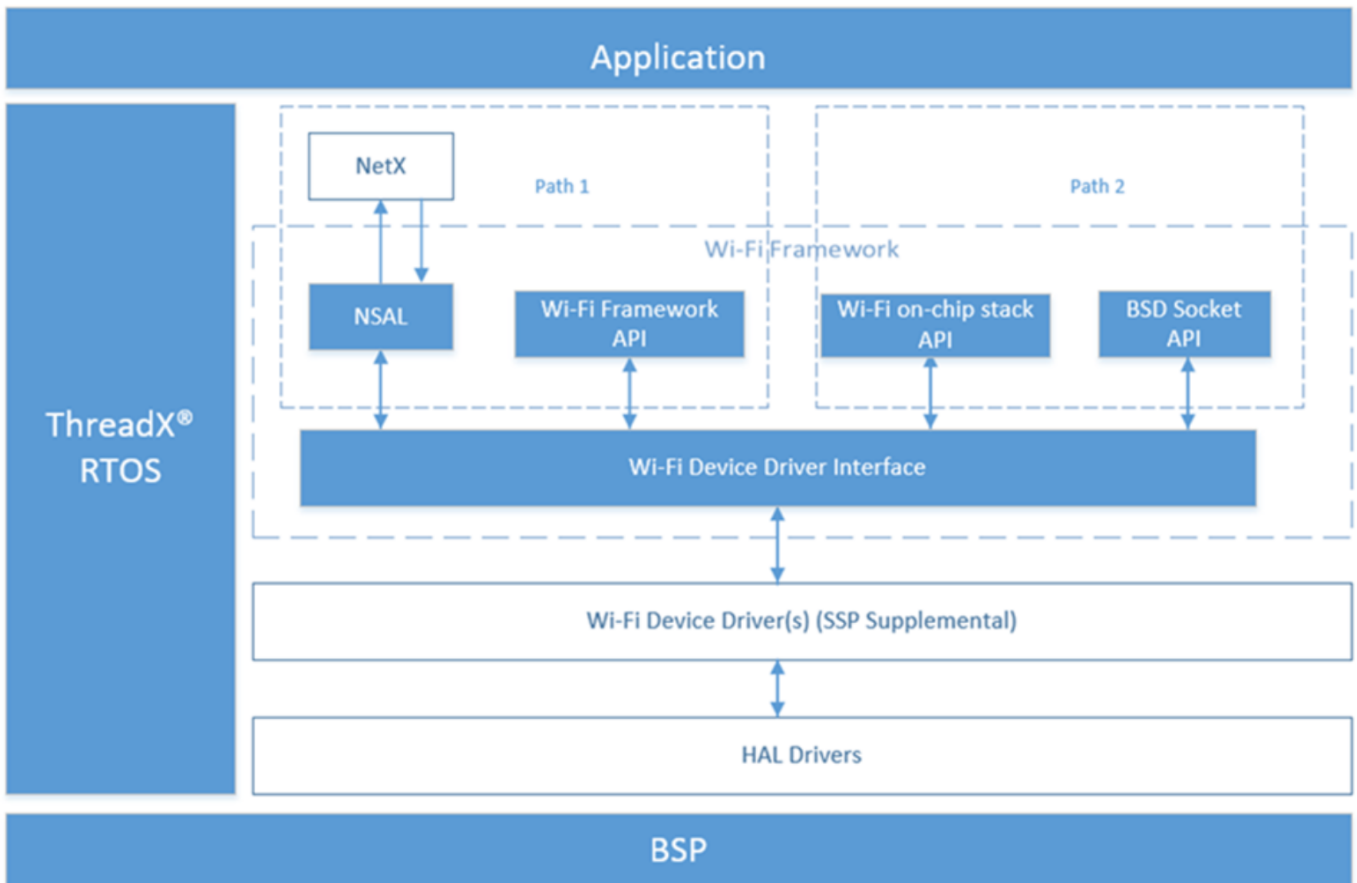 Application
NetX
Path 1
Path 2
Wi-Fi Framework
NSAL
Wi-Fi Framework
API
Wi-Fi on-chip stack
API
BSD Socket
API
ThreadX®
RTOS
Wi-Fi Device Driver Interface
Wi-Fi Device Driver(s) (SSP Supplemental)
HAL Drivers
BSP